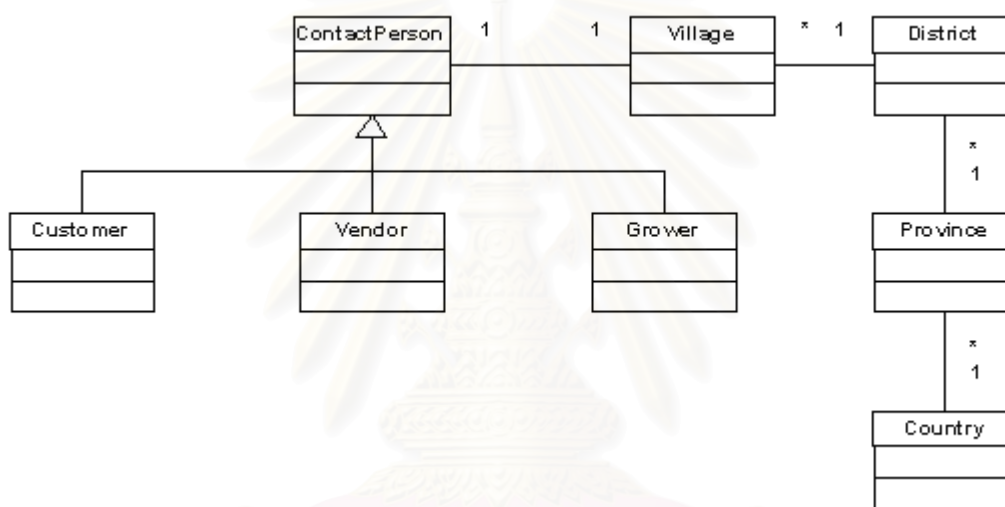 ContactPerson 1 1 Village * 1 District
*
1
Customer Vendor Grower Province
*
1
Country